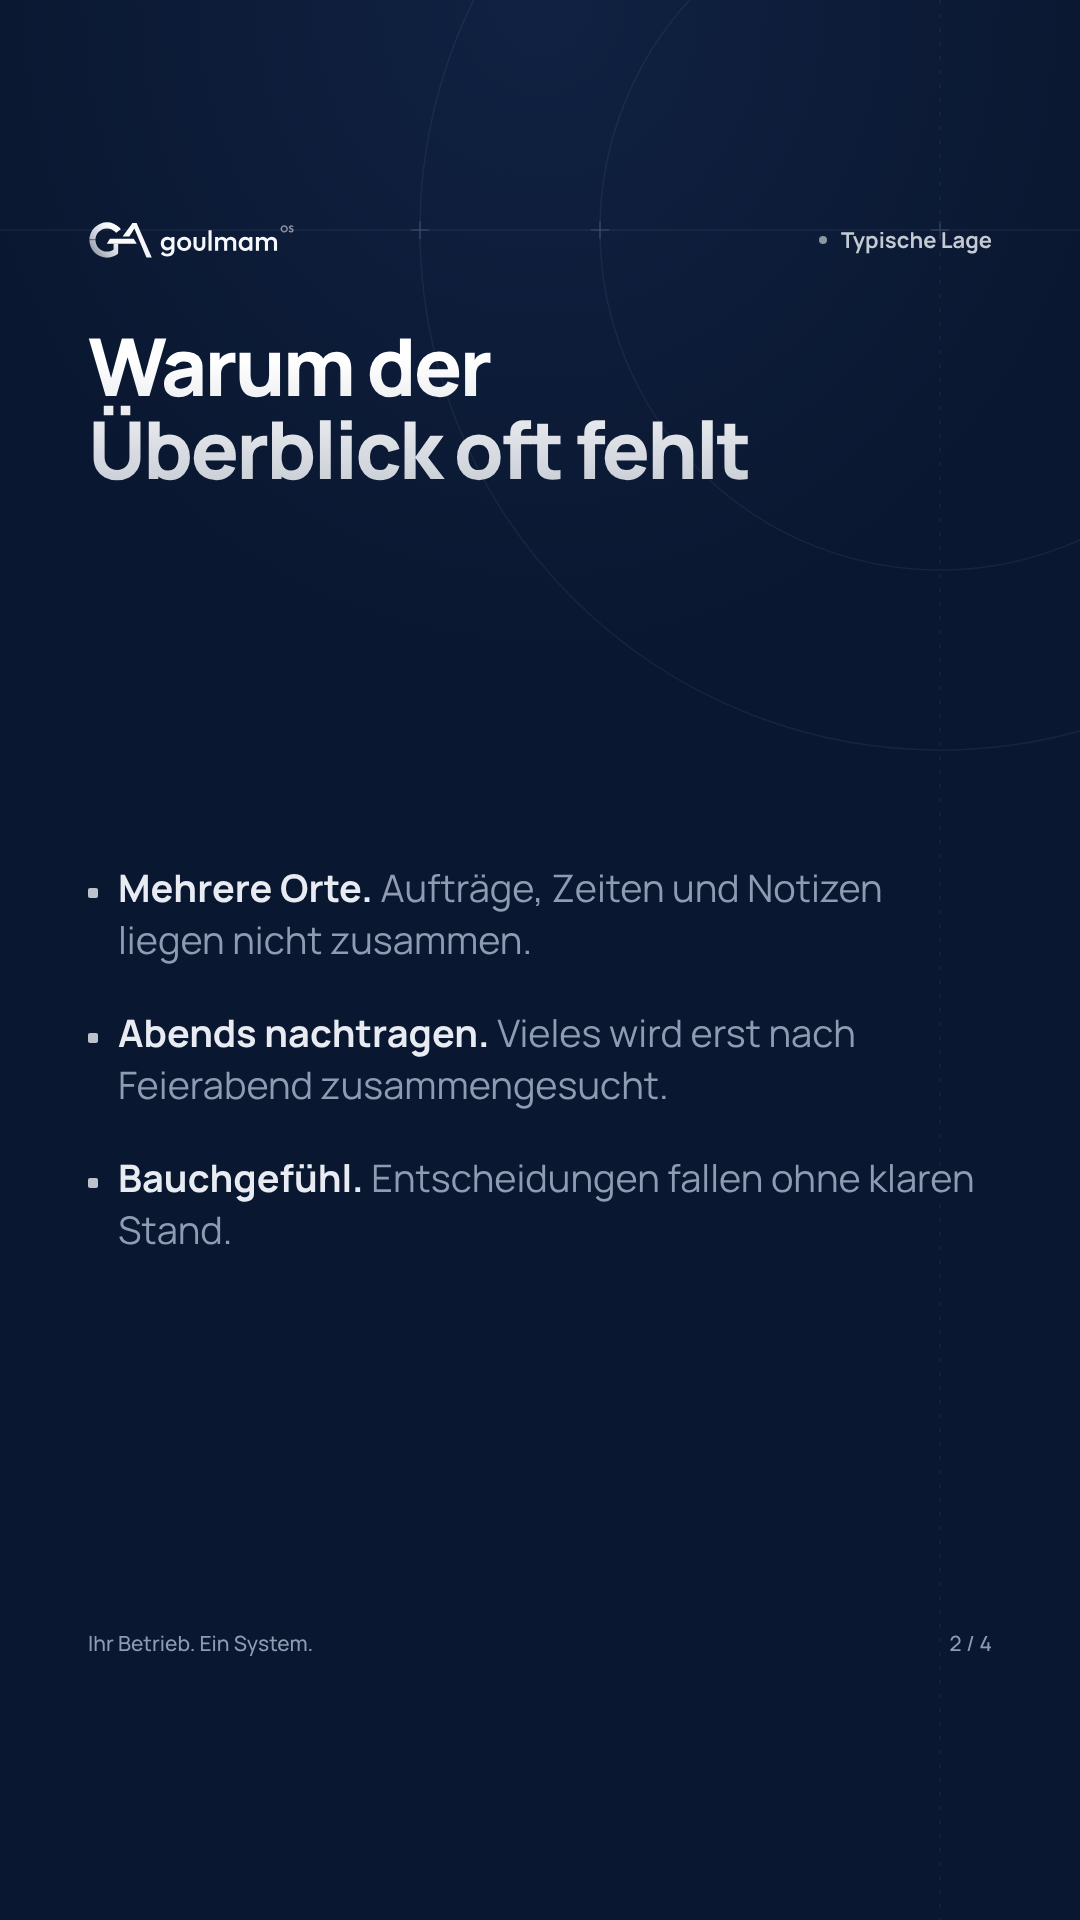 GA goulmam OS
Typische Lage
Warum der
Überblick oft fehlt
Mehrere Orte. Aufträge, Zeiten und Notizen
liegen nicht zusammen.
Abends nachtragen. Vieles wird erst nach
Feierabend zusammengesucht.
Bauchgefühl. Entscheidungen fallen ohne klaren
Stand.
Ihr Betrieb. Ein System.
2 / 4